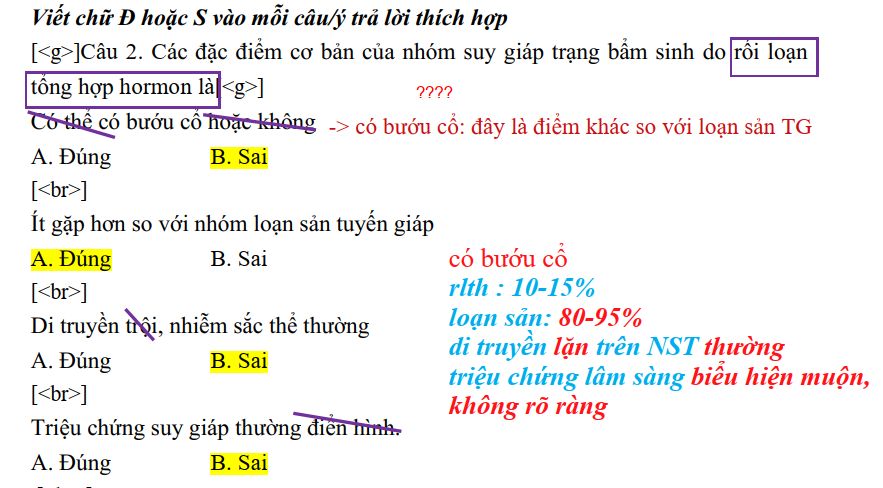 Viết chữ Đ hoặc S vào mỗi câu/ý trả lời thích hợp
[<g>]Câu 2. Các đặc điểm cơ bản của nhóm suy giáp trạng bẩm sinh do rối loạn
tổng hợp hormon là[<g>]
????
Có thể có bướu cổ hoặc không -> có bướu cổ: đây là điểm khác so với loạn sản TG
A. Đúng B. Sai
[<br>]
Ít gặp hơn so với nhóm loạn sản tuyến giáp
A. Đúng B. Sai
[<br>]
Di truyền trội, nhiễm sắc thể thường
A. Đúng B. Sai
[<br>]
Triệu chứng suy giáp thường điển hình.
A. Đúng B. Sai
có bướu cổ
rlth : 10-15%
loạn sản: 80-95%
di truyền lặn trên NST thường
triệu chứng lâm sàng biểu hiện muộn,
không rõ ràng